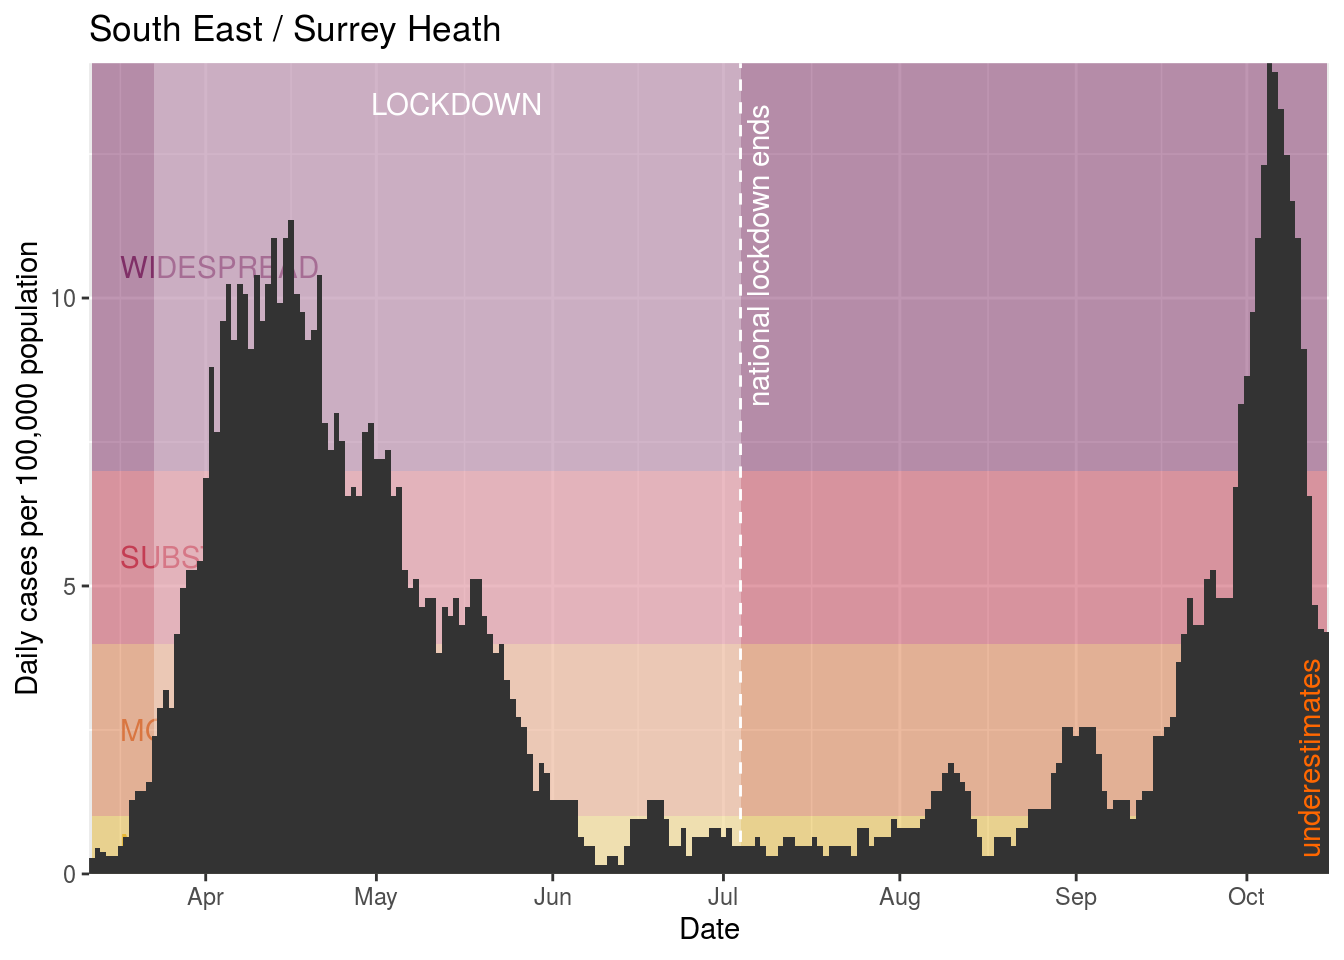 South East / Surrey Heath
LOCKDOWN
national lockdown ends
WIDESPREAD
Daily cases per 100,000 population
10
5
0
underestimates
Apr
May
Jun
Jul
Aug
Sep
Oct
Date